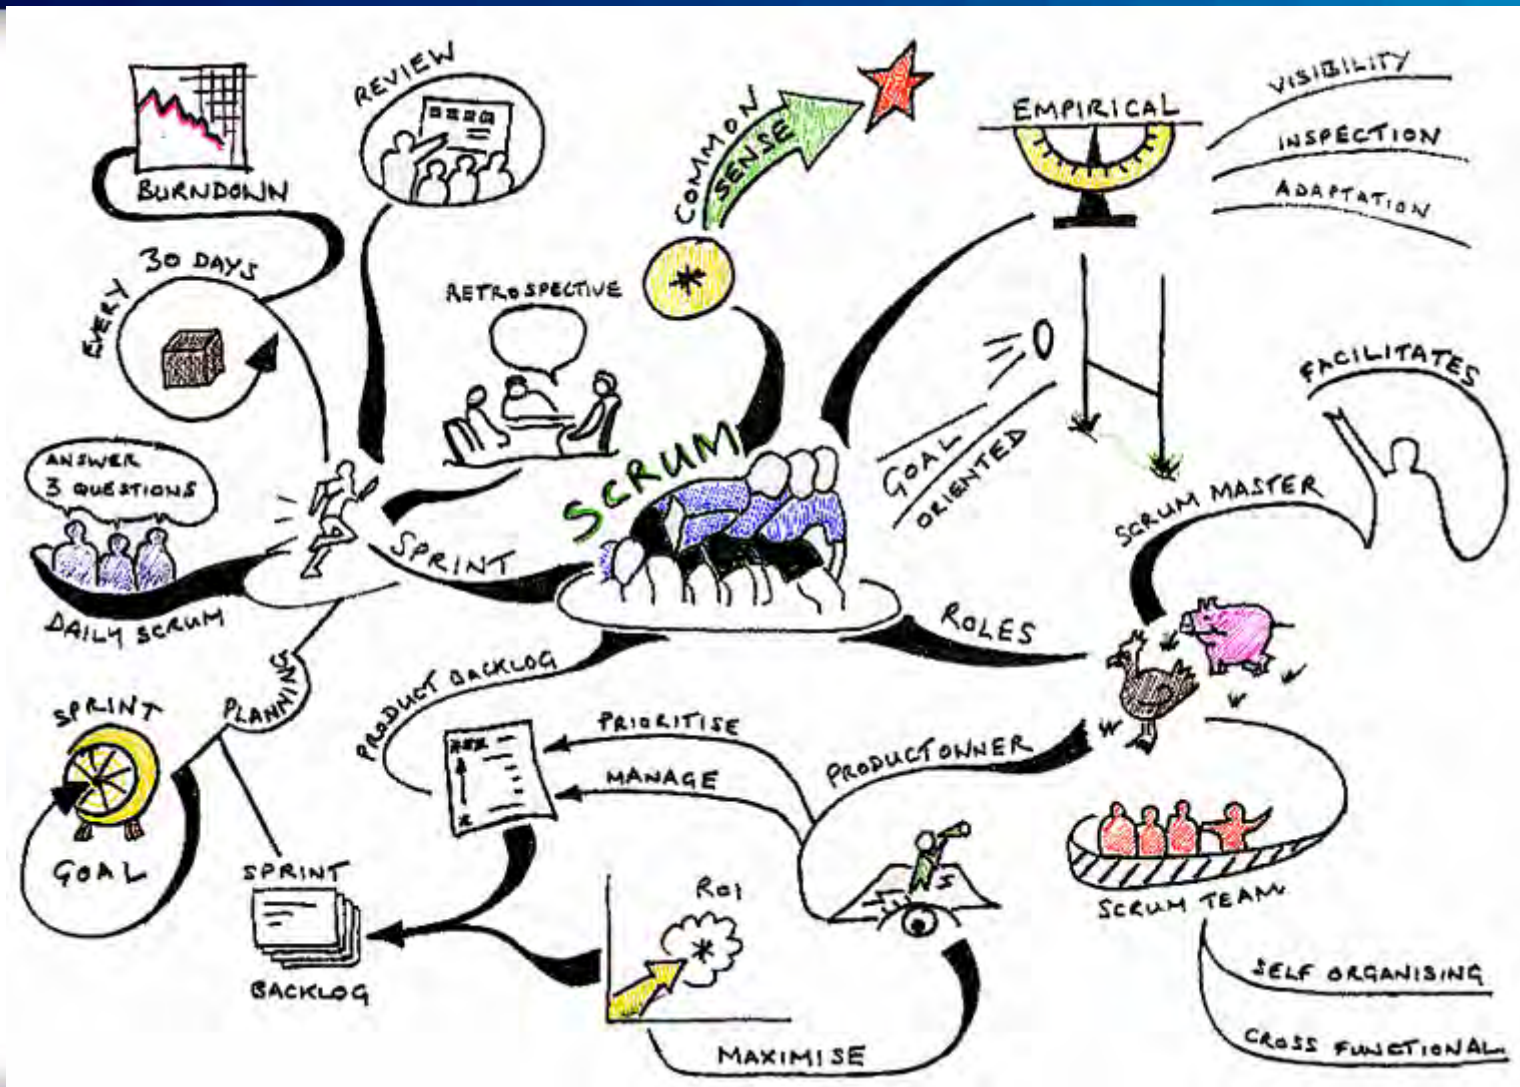 REVIEW
BURNDOWN
EVERY 30 DAYS
RETROSPECTIVE
COMMON
SENSE
EMPIRICAL
VISIBILITY
INSPECTION
ADAPTATION
GOAL
ORIENTED
FACILITATES
SCRUM MASTER
SCRUM
ANSWER
3 QUESTIONS
DAILY SCRUM
SPRINT
PLANNING
SPRINT
GOAL
SPRINT
BACKLOG
PRODUCT BACKLOG
PRIORITISE
MANAGE
ROLES
PRODUCT OWNER
ROI
MAXIMISE
SCRUM TEAM
SELF ORGANISING
CROSS FUNCTIONAL